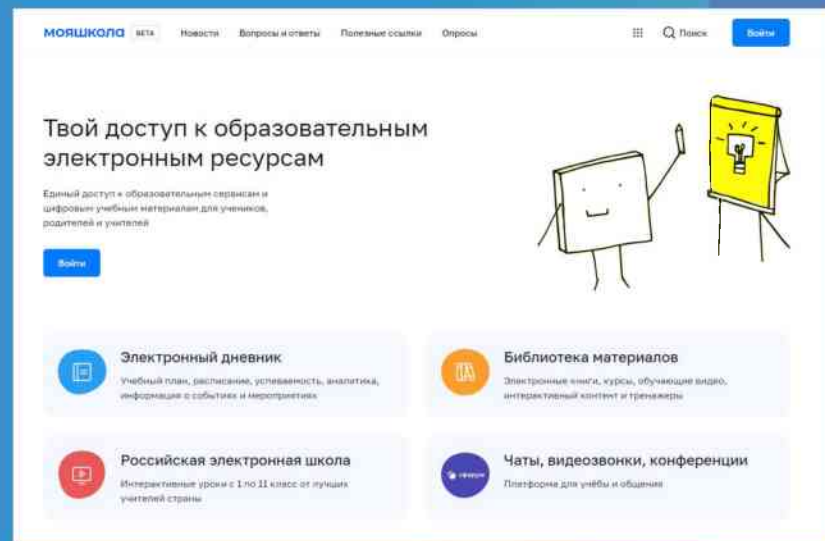 МОЯШКОЛА BETA Новости Вопросы и ответы Полезные ссылки Опросы Поиск Войти
Твой доступ к образовательным
электронным ресурсам
Единый доступ к образовательным сервисам и
цифровым учебным материалам для учеников,
родителей и учителей
Войти
Электронный дневник
Учебный план, расписание, успеваемость, аналитика,
информация о событиях и мероприятиях
Библиотека материалов
Электронные книги, курсы, обучающие видео,
интерактивный контент и тренажеры
Российская электронная школа
Интерактивные уроки с 1 по 11 класс от лучших
учителей страны
сферум
Чаты, видеозвонки, конференции
Платформа для учёбы и общения